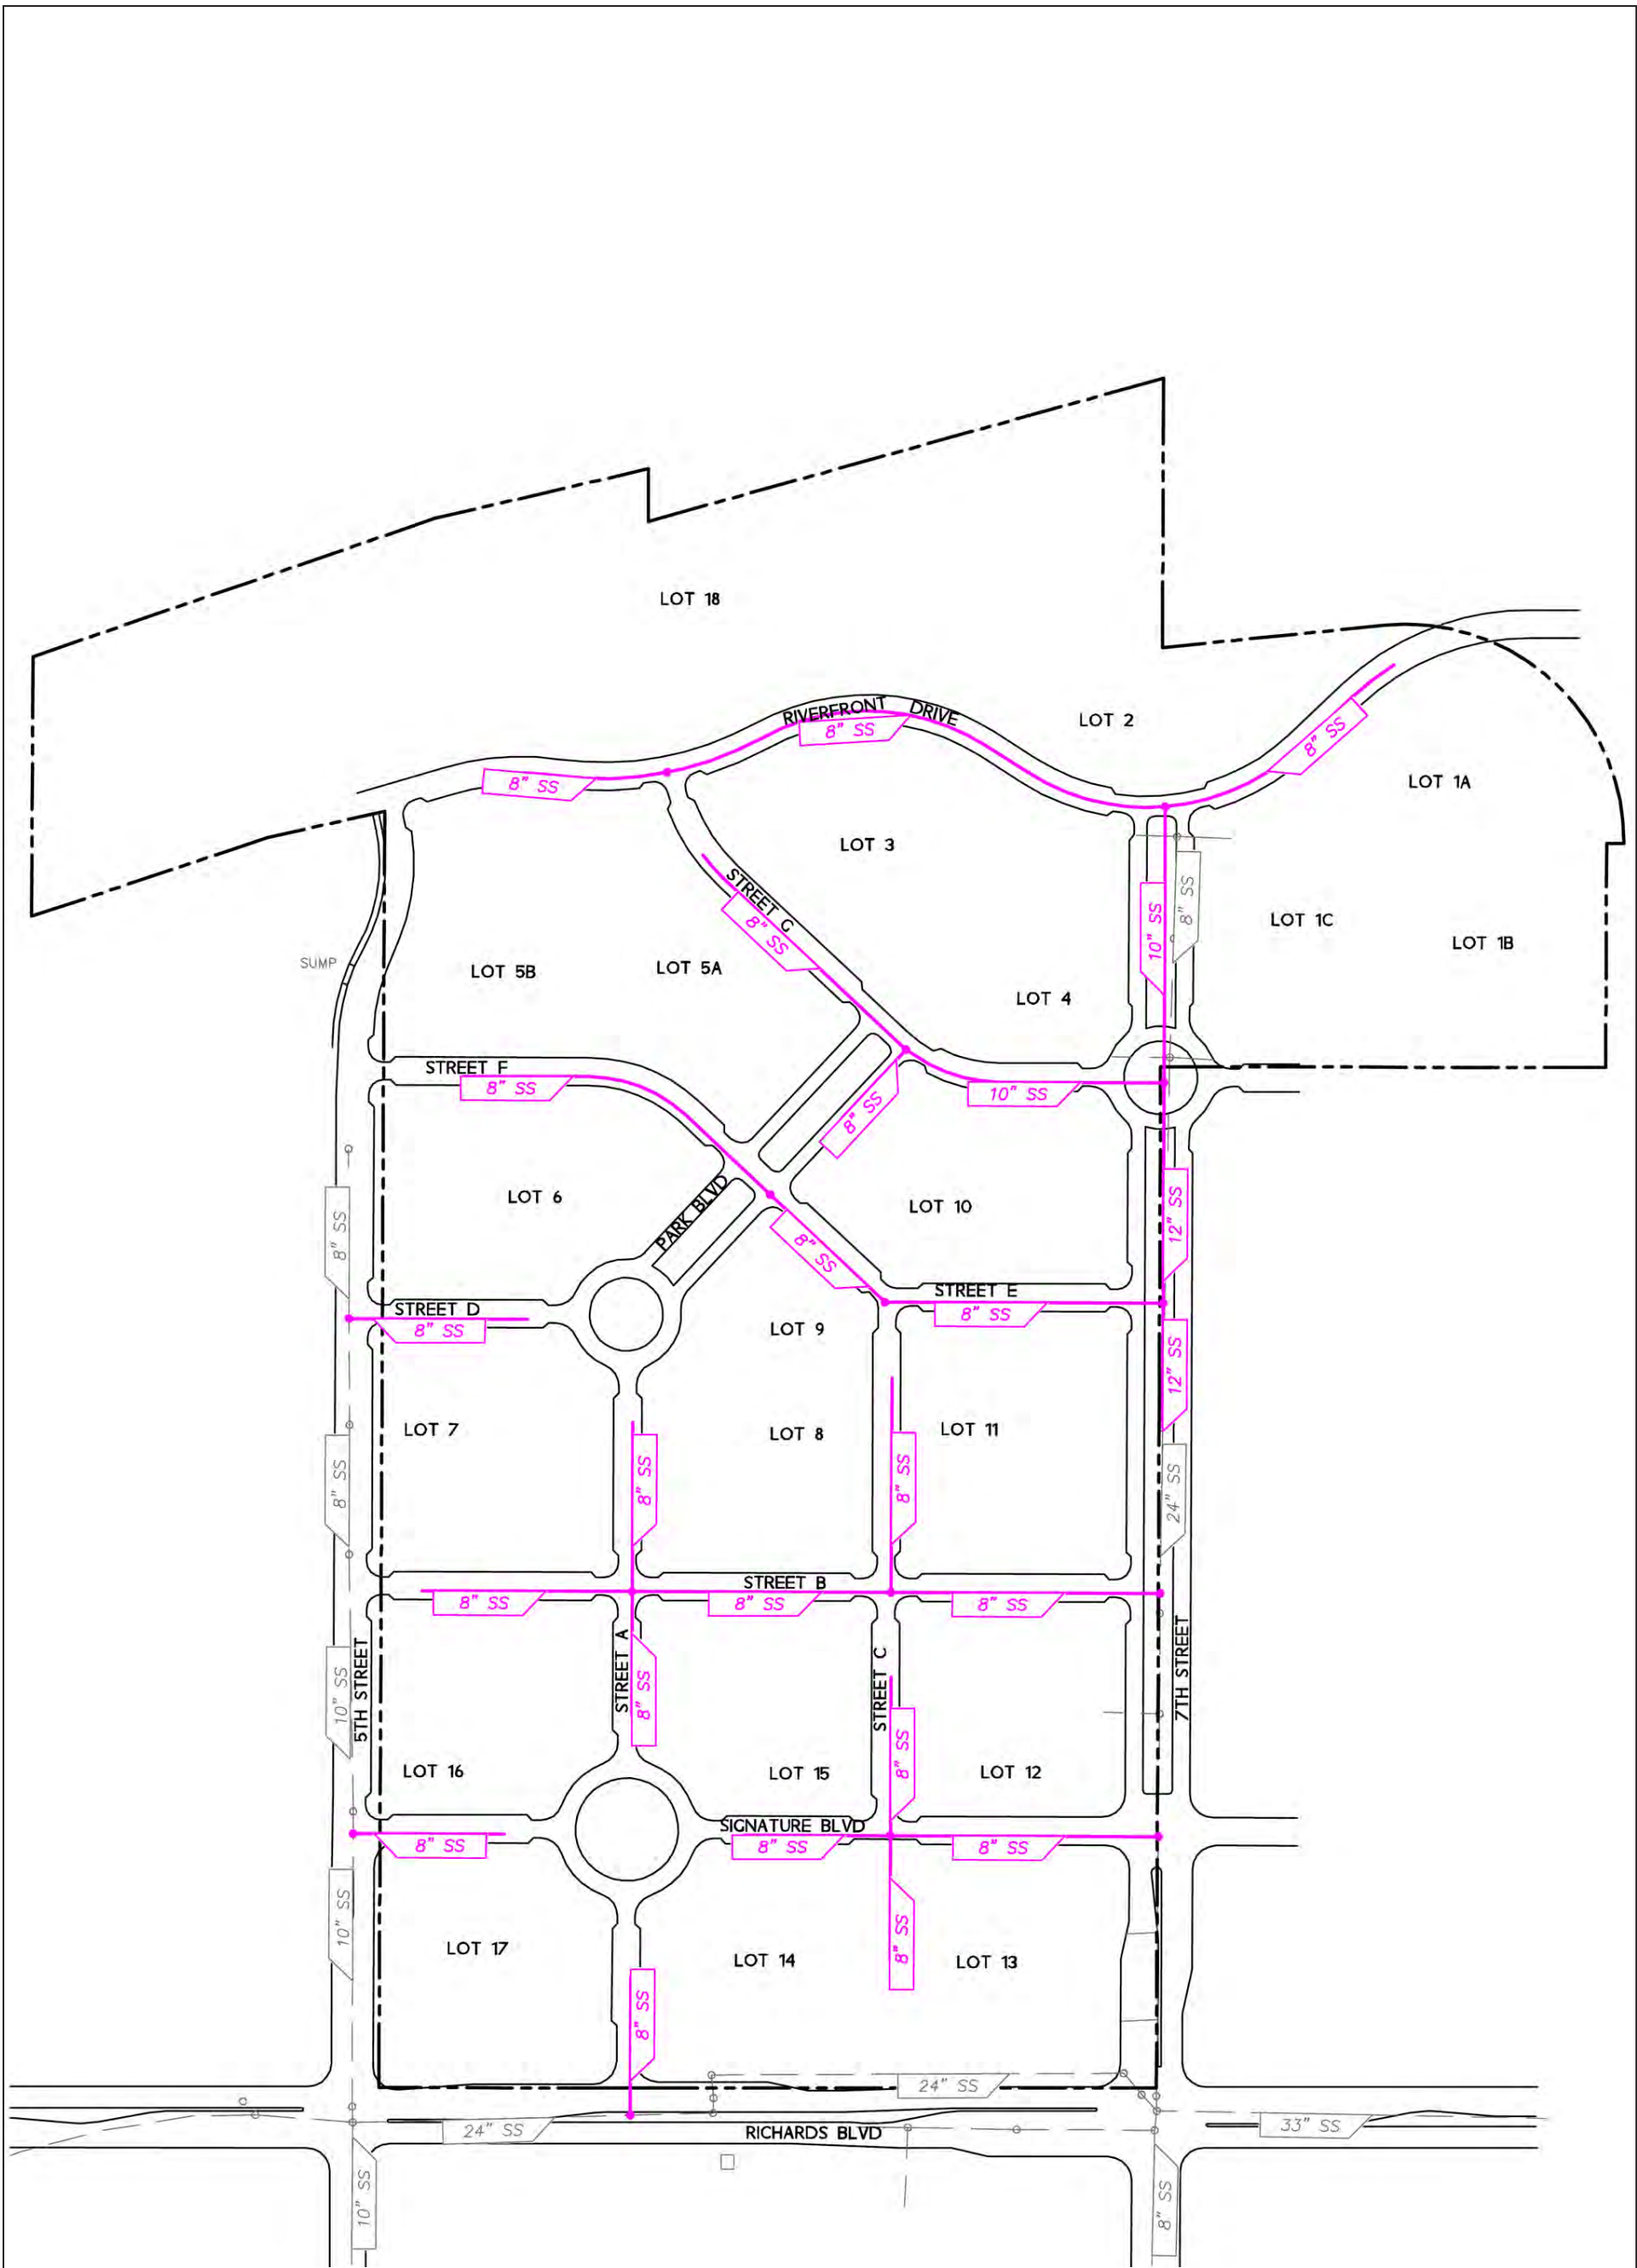 LOT 18
RIVERFRONT DRIVE
8" SS
LOT 2
8" SS
8" SS
LOT 1A
LOT 3
STREET G
8" SS
10" SS
8" SS
LOT 1C
LOT 1B
SUMP
LOT 5B
LOT 5A
LOT 4
STREET F
8" SS
8" SS
10" SS
LOT 6
PARK BLVD
LOT 10
12" SS
8" SS
8" SS
STREET E
8" SS
STREET D
8" SS
LOT 9
12" SS
LOT 7
LOT 8
LOT 11
8" SS
8" SS
8" SS
24" SS
STREET B
8" SS
8" SS
8" SS
10" SS
5TH STREET
STREET A
8" SS
STREET C
7TH STREET
LOT 16
LOT 15
8" SS
LOT 12
SIGNATURE BLVD
8" SS
8" SS
8" SS
10" SS
LOT 17
LOT 14
8" SS
LOT 13
8" SS
24" SS
24" SS
RICHARDS BLVD
33" SS
10" SS
8" SS